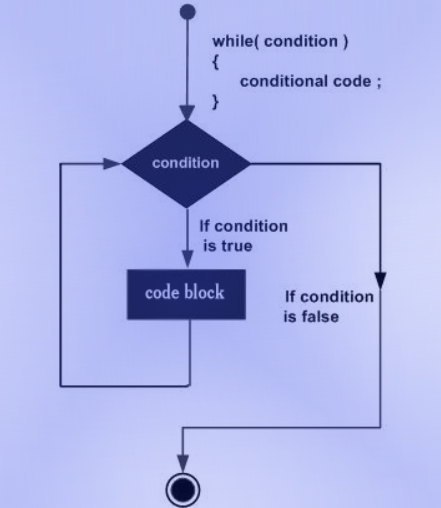 while( condition )
{
conditional code ;
}
condition
If condition
is true
code block
If condition
is false